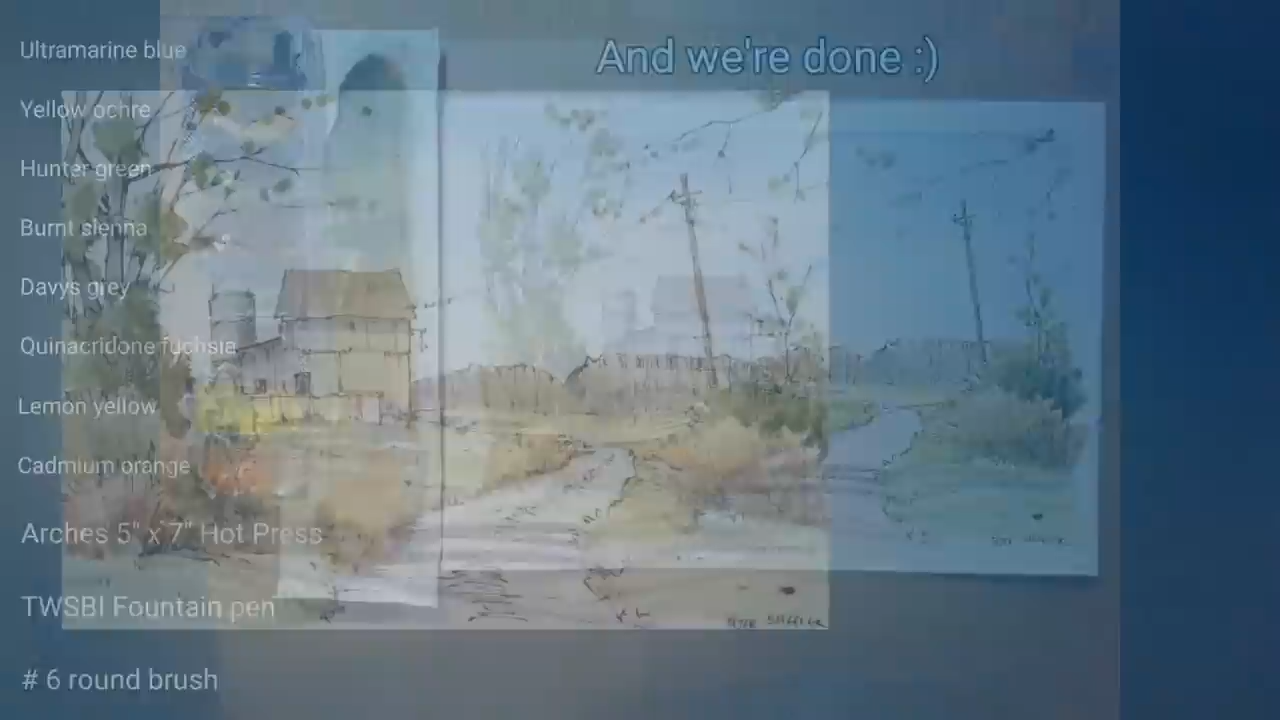 Ultramarine blue
And we're done :)
Yellow ochre
Hunter green
Burnt sienna
Davys grey
Quinacridone fuchsia
Lemon yellow
Cadmium orange
Arches 5" x 7" Hot Press
TWSBI Fountain pen
# 6 round brush